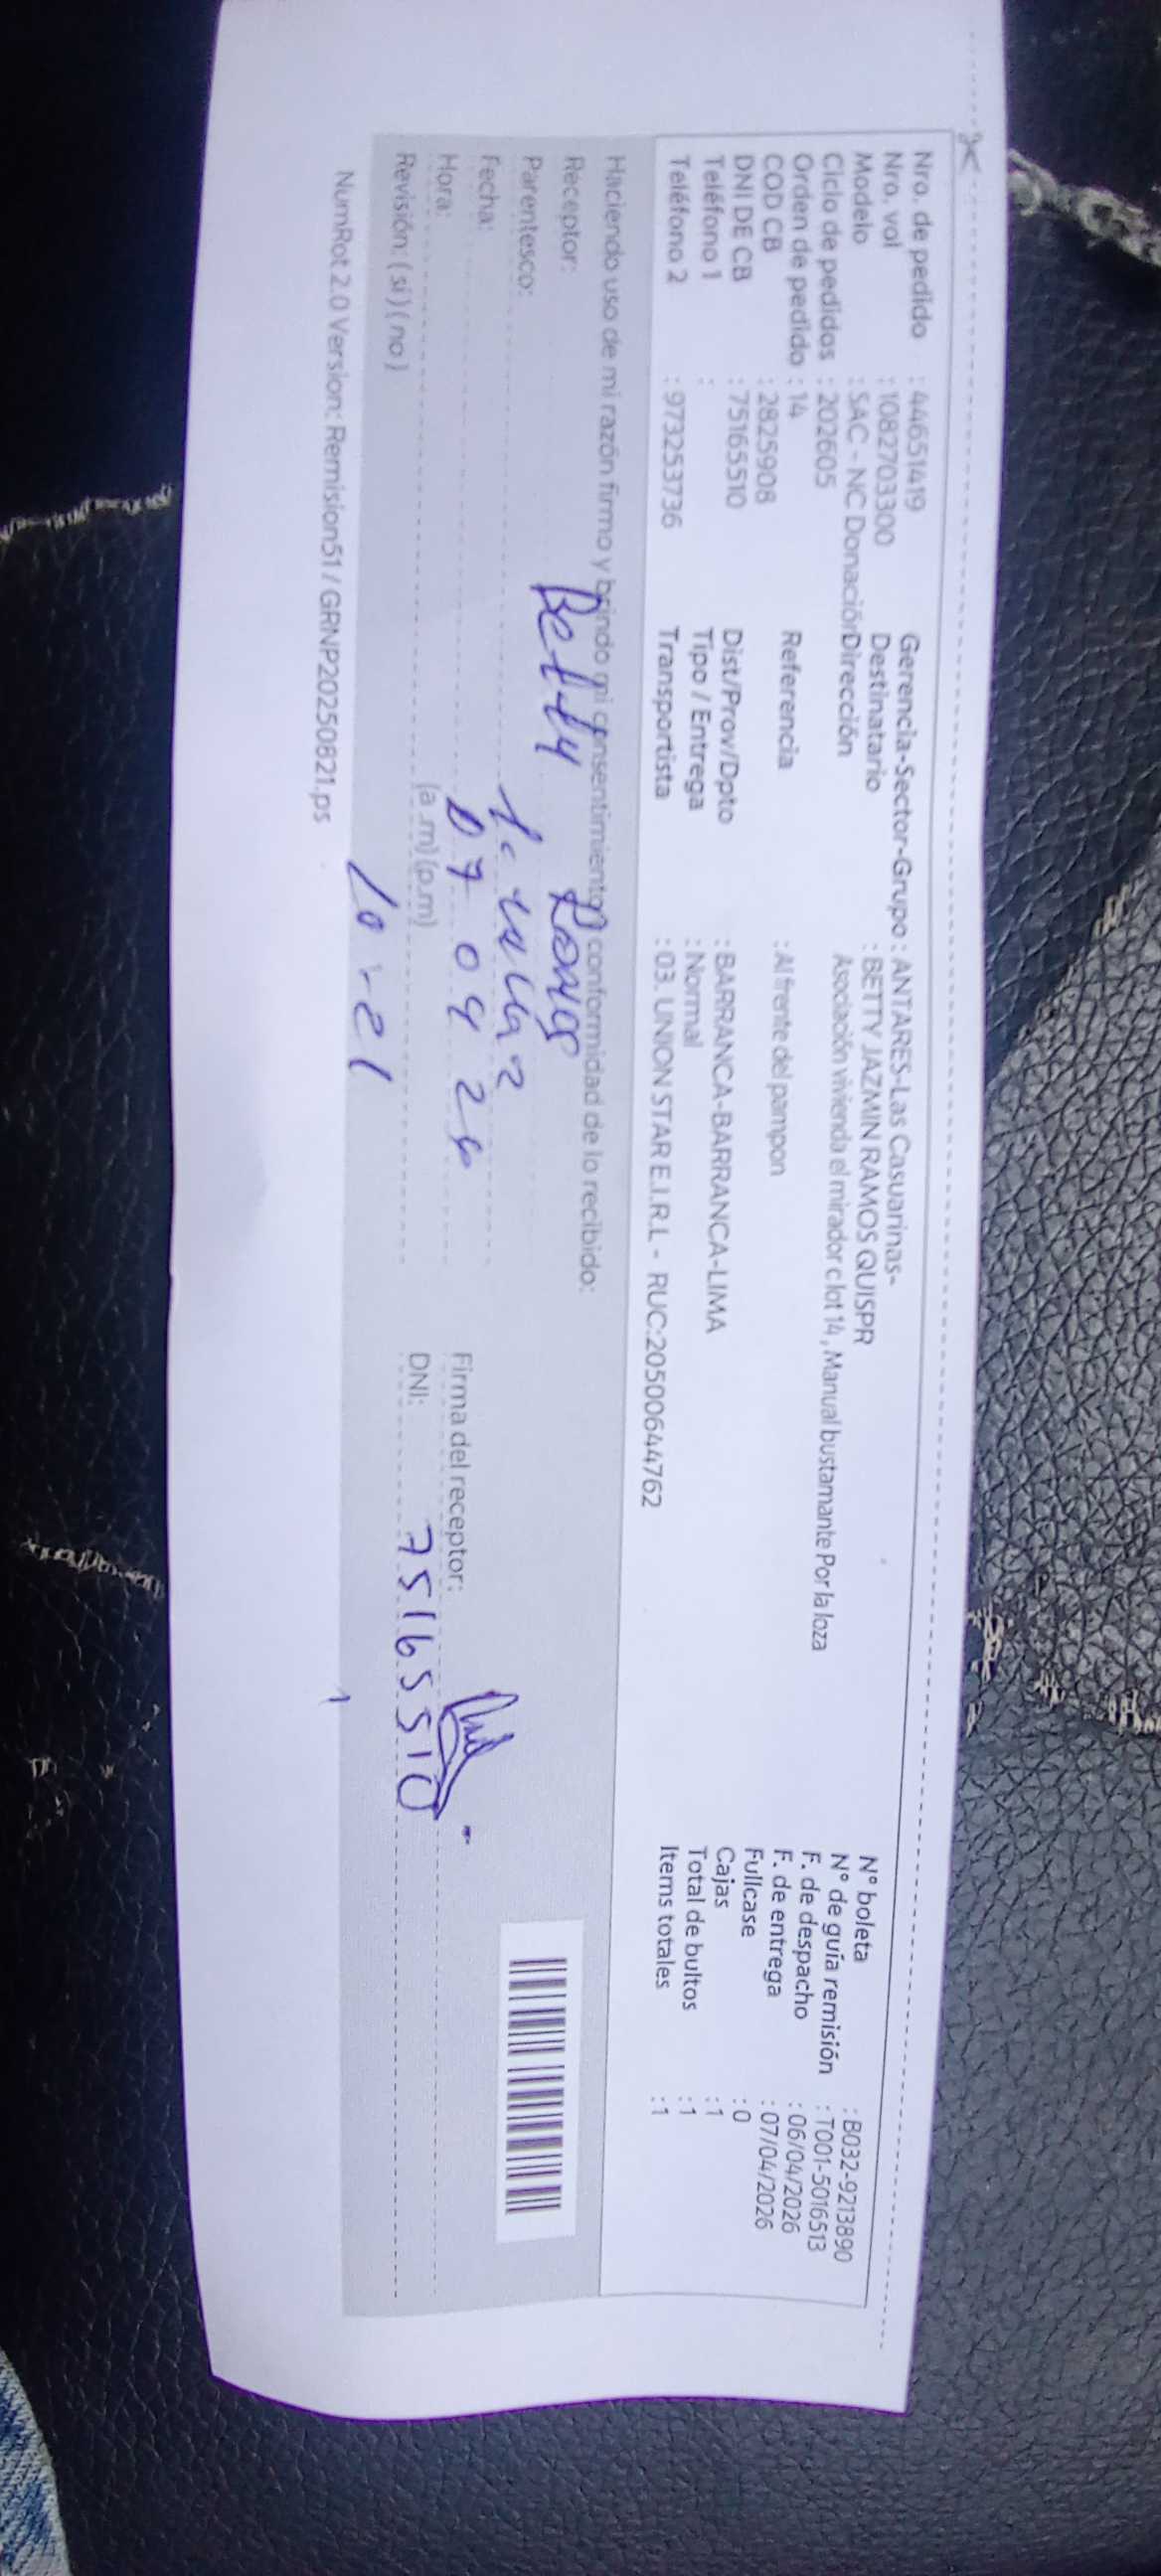 Nro. de pedido : 44651419
Nro. vol : 1082703300
Modelo : SAC - NC Donación
Ciclo de pedidos : 202605
Orden de pedido : 14
COD CB : 2825908
DNI DE CB : 75165510
Teléfono 1 :
Teléfono 2 : 973253736
Gerencia-Sector-Grupo : ANTARES-Las Casuarinas-
Destinatario : BETTY JAZMIN RAMOS QUISPR
Dirección Asociación vivienda el mirador c lot 14 , Manual bustamante Por la loza
Referencia : Al frente del pampon
Dist/Prov/Dpto : BARRANCA-BARRANCA-LIMA
Tipo / Entrega : Normal
Transportista : 03. UNION STAR E.I.R.L - RUC:20500644762
N° boleta : B032-9213890
N° de guía remisión : T001-5016513
F. de despacho : 06/04/2026
F. de entrega : 07/04/2026
Fullcase : 0
Cajas : 1
Total de bultos : 1
Items totales : 1
Haciendo uso de mi razón firmo y brindo mi consentimiento y conformidad de lo recibido:
Receptor: Betty Ramos
Parentesco:
Fecha: 07 04 26
Hora: (a .m) (p.m)
Revisión: ( si ) ( no )
Firma del receptor:
DNI: 75165510
NumRot 2.0 Version: Remision51 / GRNP20250821.ps